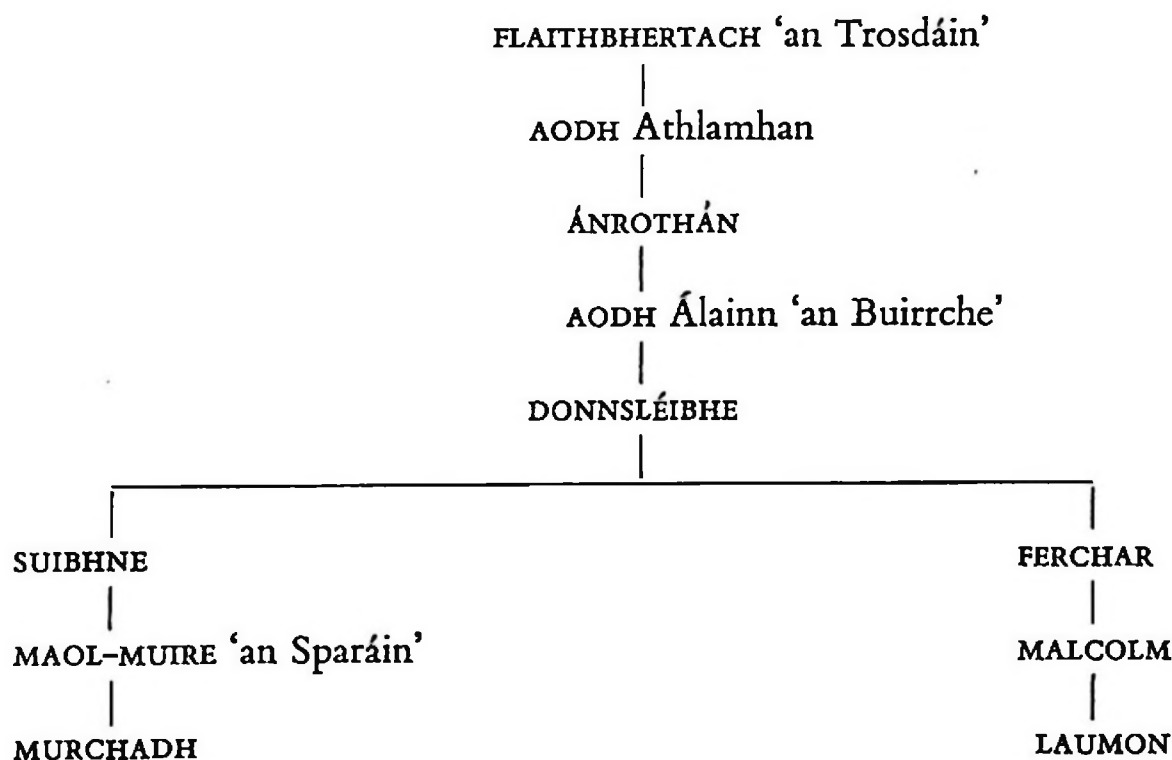 FLAITHBHERTACH ‘an Trosdáin’
AODH Athlamhan
ÁNROTHÁN
AODH Álainn ‘an Buirrche’
DONNSLÉIBHE
SUIBHNE FERCHAR
MAOL-MUIRE ‘an Sparáin’ MALCOLM
MURCHADH LAUMON